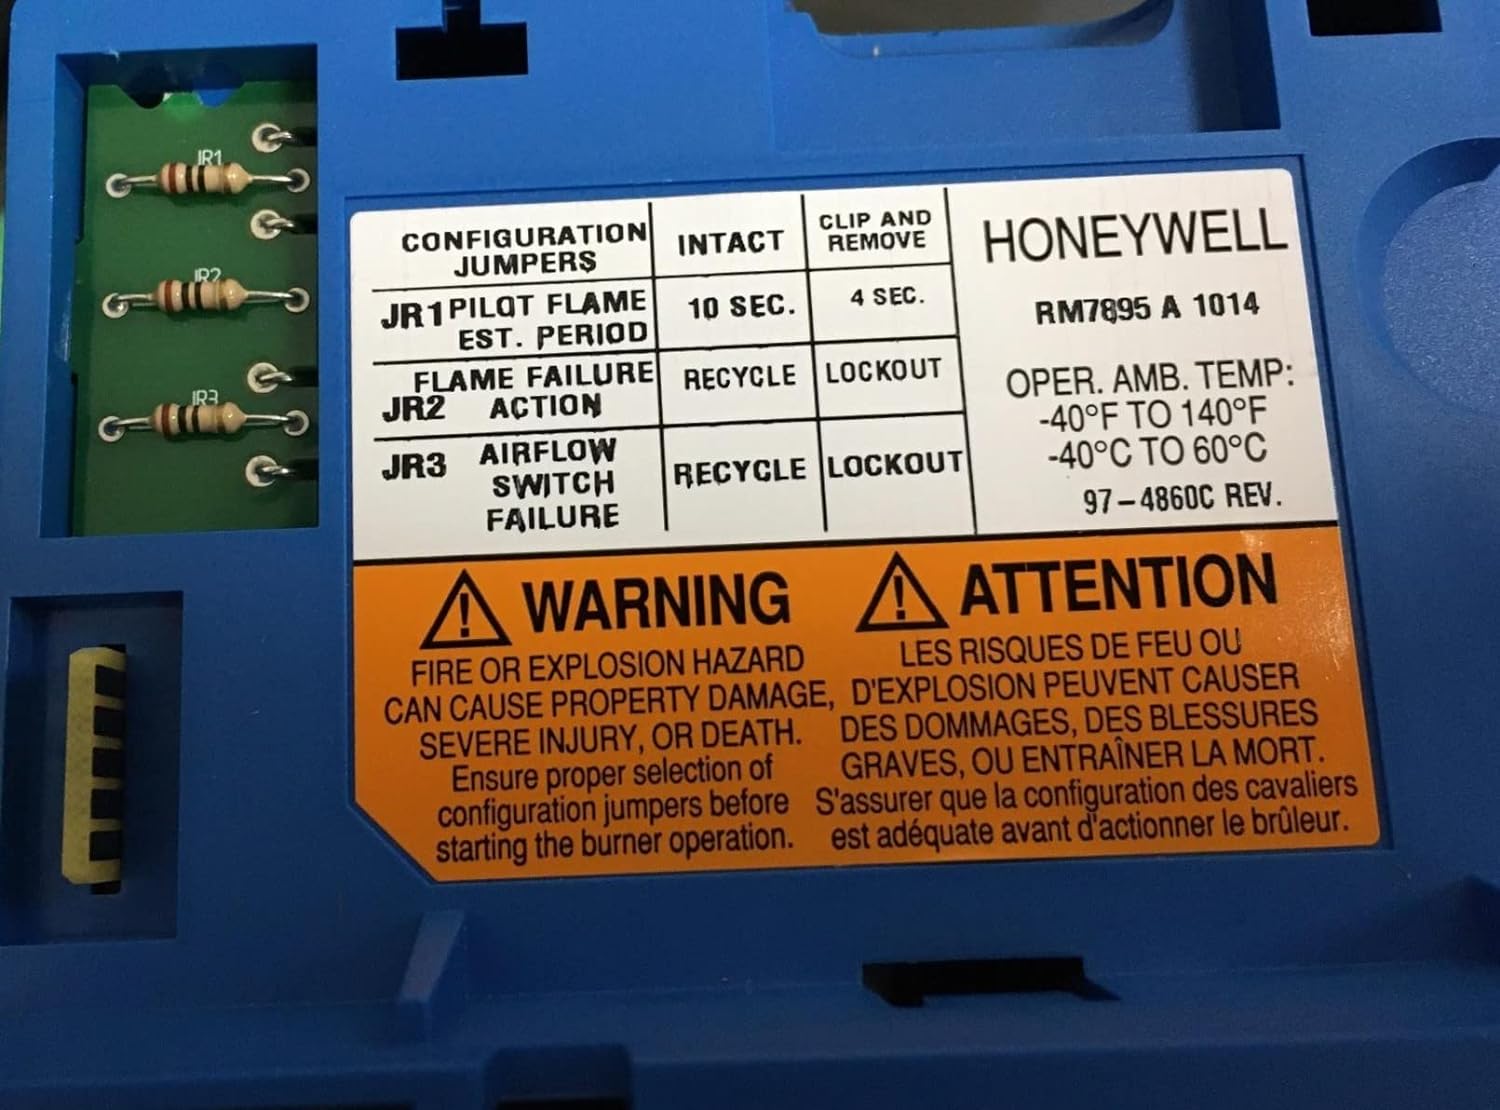 JR1
JR2
JR3
CONFIGURATION JUMPERS
INTACT
CLIP AND REMOVE
JR1 PILOT FLAME EST. PERIOD
10 SEC.
4 SEC.
JR2 FLAME FAILURE ACTION
RECYCLE
LOCKOUT
JR3 AIRFLOW SWITCH FAILURE
RECYCLE
LOCKOUT
HONEYWELL
RM7895 A 1014
OPER. AMB. TEMP:
-40°F TO 140°F
-40°C TO 60°C
97-4860C REV.
WARNING
FIRE OR EXPLOSION HAZARD
CAN CAUSE PROPERTY DAMAGE,
SEVERE INJURY, OR DEATH.
Ensure proper selection of
configuration jumpers before
starting the burner operation.
ATTENTION
LES RISQUES DE FEU OU
D'EXPLOSION PEUVENT CAUSER
DES DOMMAGES, DES BLESSURES
GRAVES, OU ENTRAÎNER LA MORT.
S'assurer que la configuration des cavaliers
est adéquate avant d'actionner le brûleur.